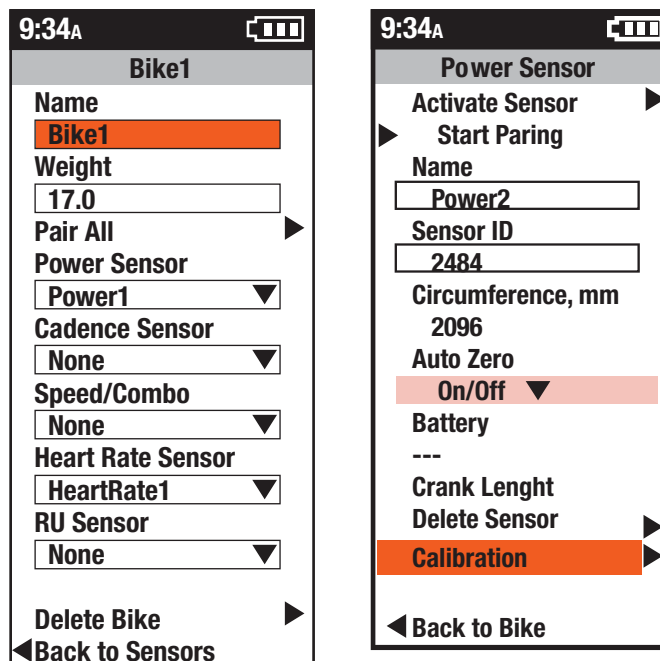 9:34A
Bike1
Name
Bike1
Weight
17.0
Pair All
Power Sensor
Power1
Cadence Sensor
None
Speed/Combo
None
Heart Rate Sensor
HeartRate1
RU Sensor
None
Delete Bike
Back to Sensors
9:34A
Power Sensor
Activate Sensor
Start Paring
Name
Power2
Sensor ID
2484
Circumference, mm
2096
Auto Zero
On/Off
Battery
---
Crank Lenght
Delete Sensor
Calibration
Back to Bike